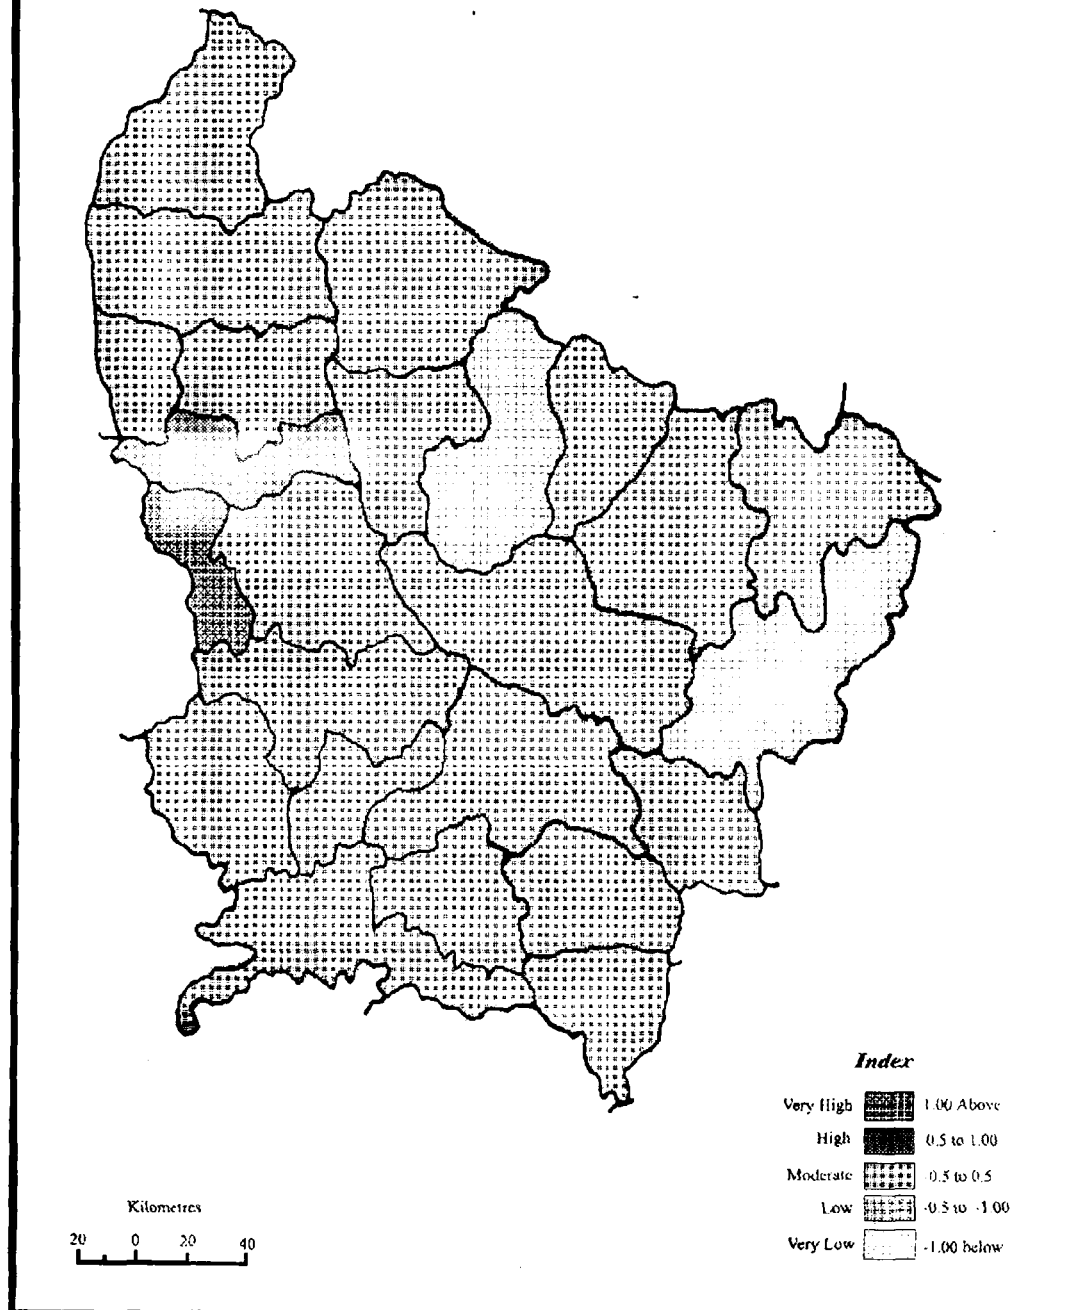 Index
Very High 1.00 Above
High 0.5 to 1.00
Moderate -0.5 to 0.5
Low -0.5 to -1.00
Very Low -1.00 below
Kilometres
20 0 20 40